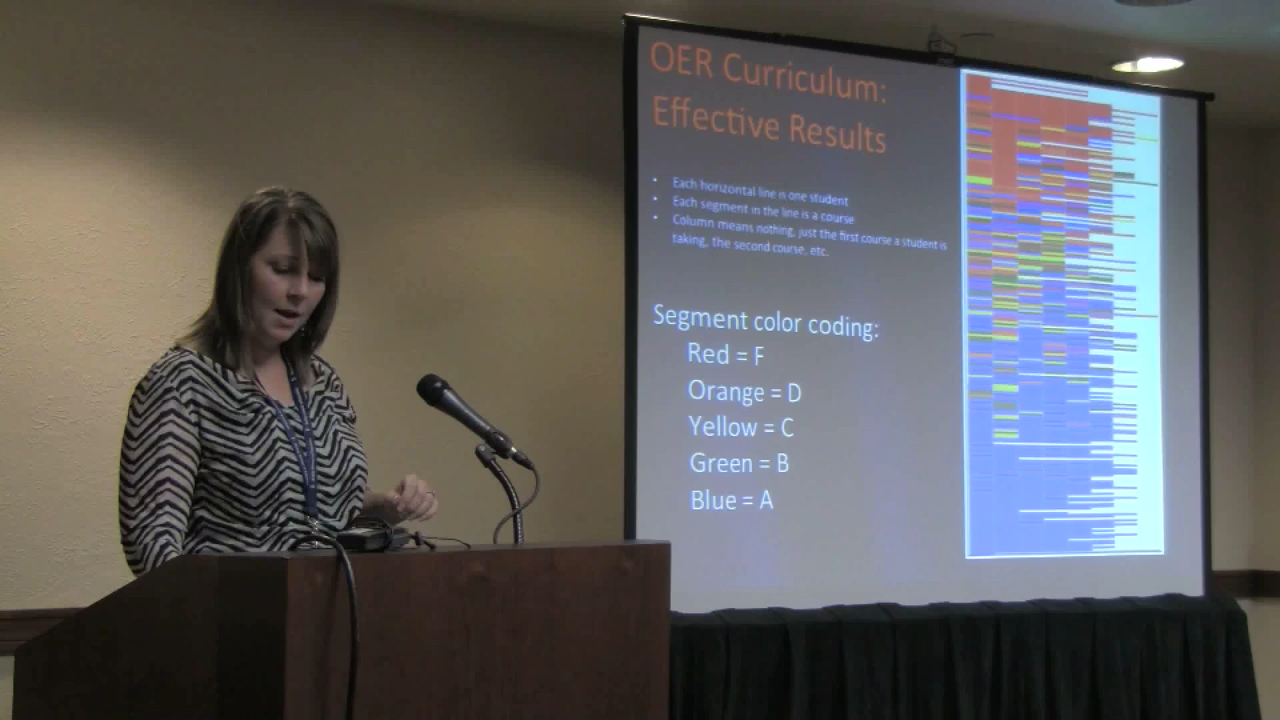 OER Curriculum:
Effective Results
• Each horizontal line is one student
• Each segment in the line is a course
• Column means nothing, just the first course a student is
taking, the second course, etc.
Segment color coding:
Red = F
Orange = D
Yellow = C
Green = B
Blue = A